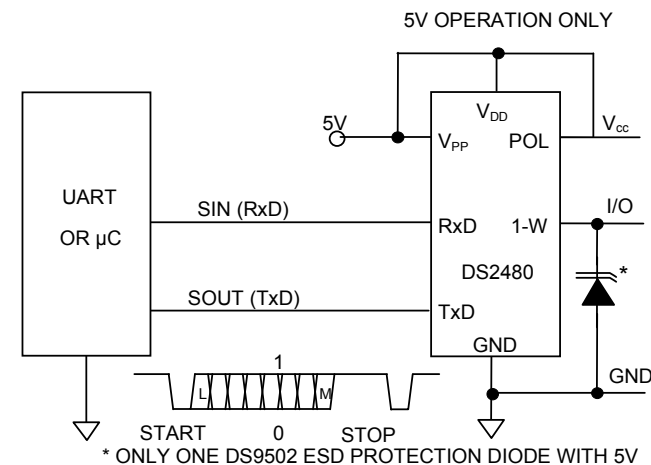 5V OPERATION ONLY
5V
VDD
VPP
POL
Vcc
UART
OR µC
SIN (RxD)
RxD
1-W
I/O
DS2480
*
SOUT (TxD)
TxD
GND
GND
1
L
M
START
0
STOP
* ONLY ONE DS9502 ESD PROTECTION DIODE WITH 5V